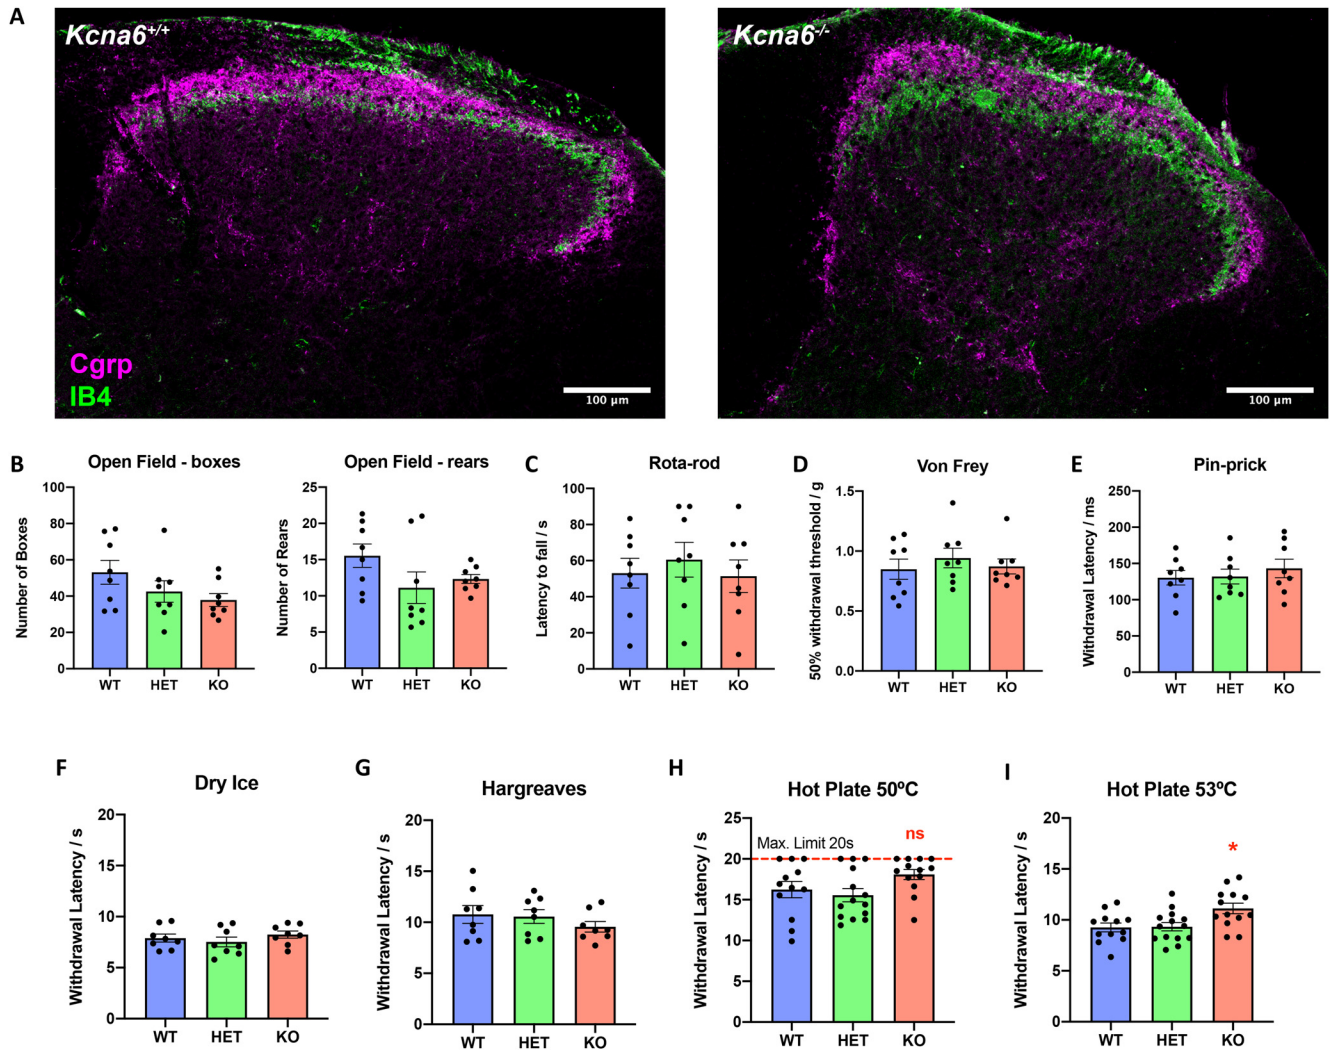 A
Kcna6+/+
Cgrp
IB4
100 µm
Kcna6-/-
100 µm
B
Open Field - boxes
Number of Boxes
100
80
60
40
20
0
WT
HET
KO
Open Field - rears
Number of Rears
25
20
15
10
5
0
WT
HET
KO
C
Rota-rod
Latency to fall / s
100
80
60
40
20
0
WT
HET
KO
D
Von Frey
50% withdrawal threshold / g
1.5
1.0
0.5
0.0
WT
HET
KO
E
Pin-prick
Withdrawal Latency / ms
250
200
150
100
50
0
WT
HET
KO
F
Dry Ice
Withdrawal Latency / s
20
15
10
5
0
WT
HET
KO
G
Hargreaves
Withdrawal Latency / s
20
15
10
5
0
WT
HET
KO
H
Hot Plate 50ºC
Withdrawal Latency / s
25
20
15
10
5
0
Max. Limit 20s
ns
WT
HET
KO
I
Hot Plate 53ºC
Withdrawal Latency / s
20
15
10
5
0
*
WT
HET
KO